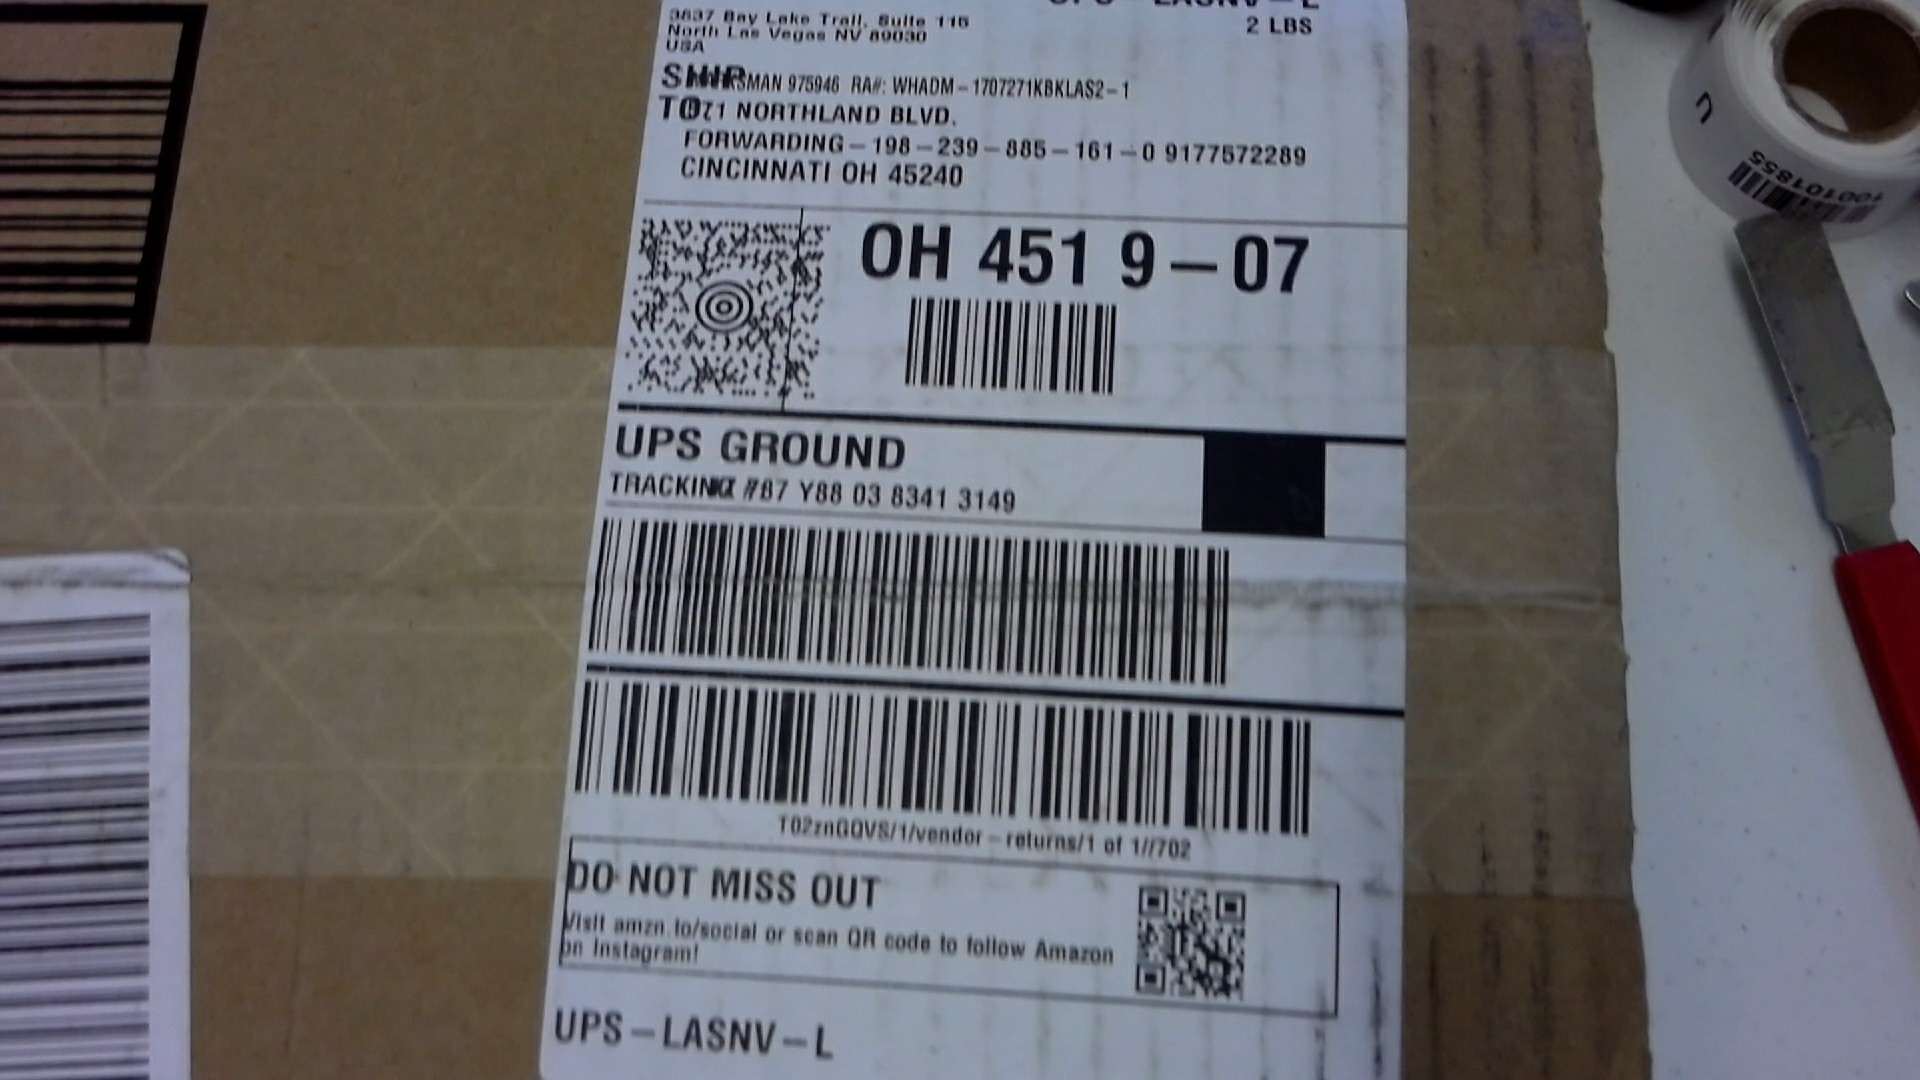 3837 Bay Lake Trail, Suite 115
North Las Vegas NV 89030
USA
2 LBS
SHIP
TO
975946 RA#: WHADM-1707271KBKLAS2-1
NORTHLAND BLVD.
FORWARDING-198-239-885-161-0 9177572289
CINCINNATI OH 45240
OH 451 9-07
UPS GROUND
Y88 03 8341 3149
T02znGQVS/1/vendor-returns/1 of 1//702
DO NOT MISS OUT
Visit amzn.to/social or scan QR code to follow Amazon
on Instagram!
UPS-LASNV-L
100101855